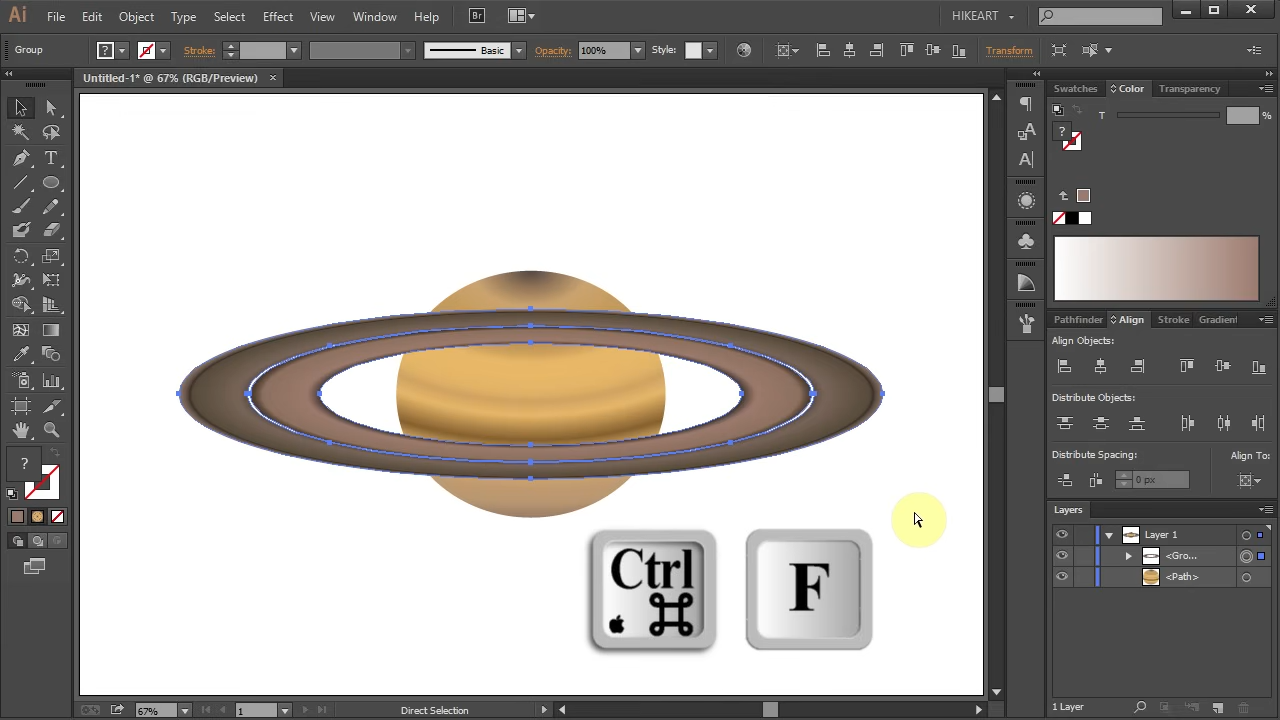 Ai File Edit Object Type Select Effect View Window Help Br HIKEART
Group ? Stroke: Basic Opacity: 100% Style: Transform
Untitled-1* @ 67% (RGB/Preview) ×
Swatches Color Transparency
T %
?
Pathfinder Align Stroke Gradient
Align Objects:
Distribute Objects:
Distribute Spacing: Align To:
0 px
?
Layers
Layer 1
<Gro...
<Path>
Ctrl
F
67% 1 Direct Selection
1 Layer